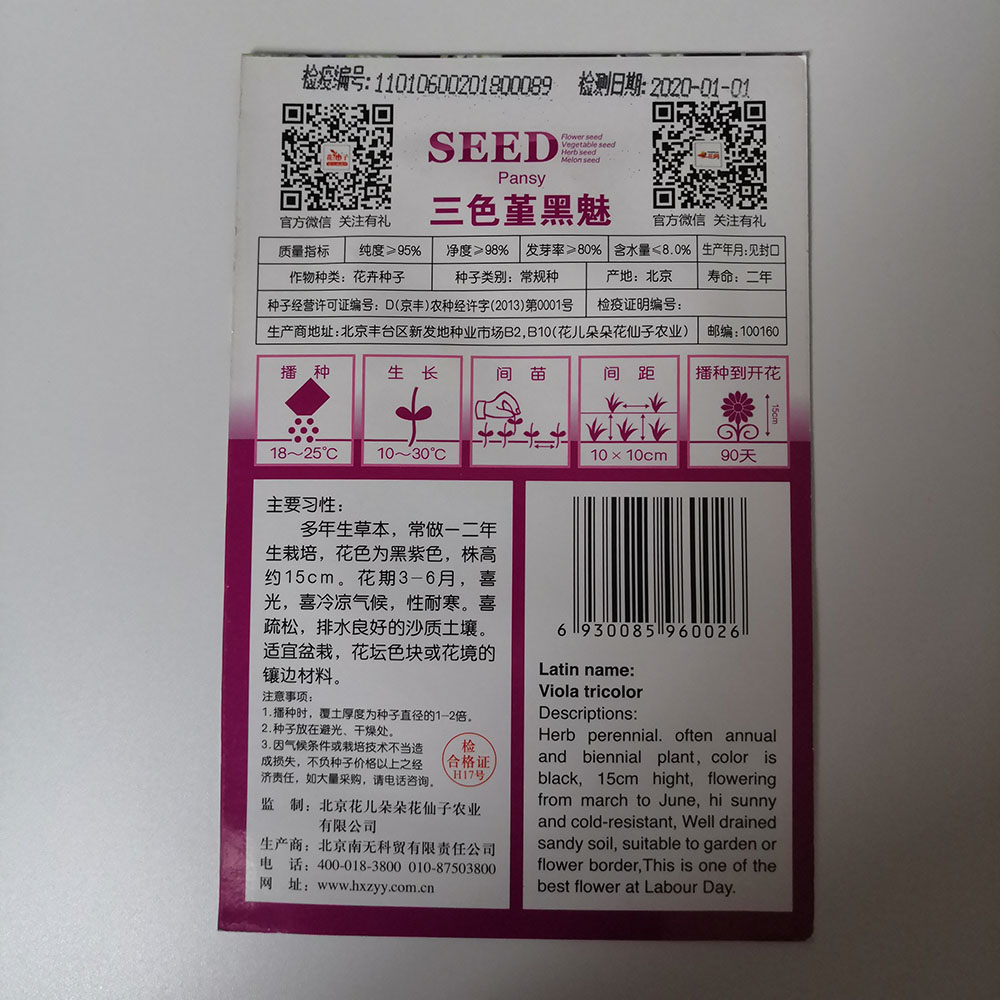 检疫编号:11010600201800089 检测日期:2020-01-01
SEED
Flower seed
Vegetable seed
Herb seed
Melon seed
Pansy
三色堇黑魅
官方微信 关注有礼
官方微信 关注有礼
质量指标 纯度≥95% 净度≥98% 发芽率≥80% 含水量≤8.0% 生产年月:见封口
作物种类：花卉种子 种子类别：常规种 产地：北京 寿命：二年
种子经营许可证编号：D(京丰)农种经许字(2013)第0001号 检疫证明编号：
生产商地址:北京丰台区新发地种业市场B2,B10(花儿朵朵花仙子农业) 邮编:100160
播种 生长 间苗 间距 播种到开花
15cm
18～25℃ 10～30℃ 10×10cm 90天
主要习性：
多年生草本，常做一二年
生栽培，花色为黑紫色，株高
约15cm。花期3-6月，喜
光，喜冷凉气候，性耐寒。喜
疏松，排水良好的沙质土壤。
适宜盆栽，花坛色块或花境的
镶边材料。
注意事项：
1.播种时，覆土厚度为种子直径的1-2倍。
2.种子放在避光、干燥处。
3.因气候条件或栽培技术不当造
成损失，不负种子价格以上之经
济责任，如大量采购，请电话咨询。
检
合格证
H17号
监 制：北京花儿朵朵花仙子农业
有限公司
生产商：北京南无科贸有限责任公司
电 话：400-018-3800 010-87503800
网 址：www.hxzyy.com.cn
6 930085 960026
Latin name:
Viola tricolor
Descriptions:
Herb perennial. often annual
and biennial plant, color is
black, 15cm hight, flowering
from march to June, hi sunny
and cold-resistant, Well drained
sandy soil, suitable to garden or
flower border,This is one of the
best flower at Labour Day.